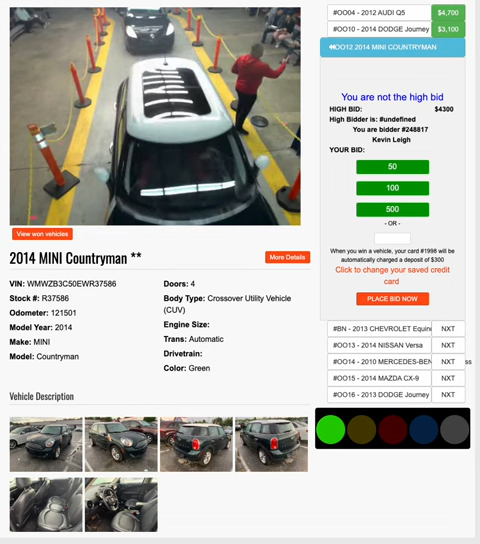 #OO04 - 2012 AUDI Q5 $4,700
#OO10 - 2014 DODGE Journey $3,100
OO12 2014 MINI COUNTRYMAN
You are not the high bid
HIGH BID: $4300
High Bidder is: #undefined
You are bidder #248817
Kevin Leigh
YOUR BID:
50
100
500
- OR -
When you win a vehicle, your card #1998 will be
automatically charged a deposit of $300
Click to change your saved credit
card
PLACE BID NOW
#BN - 2013 CHEVROLET Equin NXT
#OO13 - 2014 NISSAN Versa NXT
#OO14 - 2010 MERCEDES-BEN NXT ss
#OO15 - 2014 MAZDA CX-9 NXT
#OO16 - 2013 DODGE Journey NXT
View won vehicles
2014 MINI Countryman **
More Details
VIN: WMWZB3C50EWR37586
Stock #: R37586
Odometer: 121501
Model Year: 2014
Make: MINI
Model: Countryman
Doors: 4
Body Type: Crossover Utility Vehicle
(CUV)
Engine Size:
Trans: Automatic
Drivetrain:
Color: Green
Vehicle Description